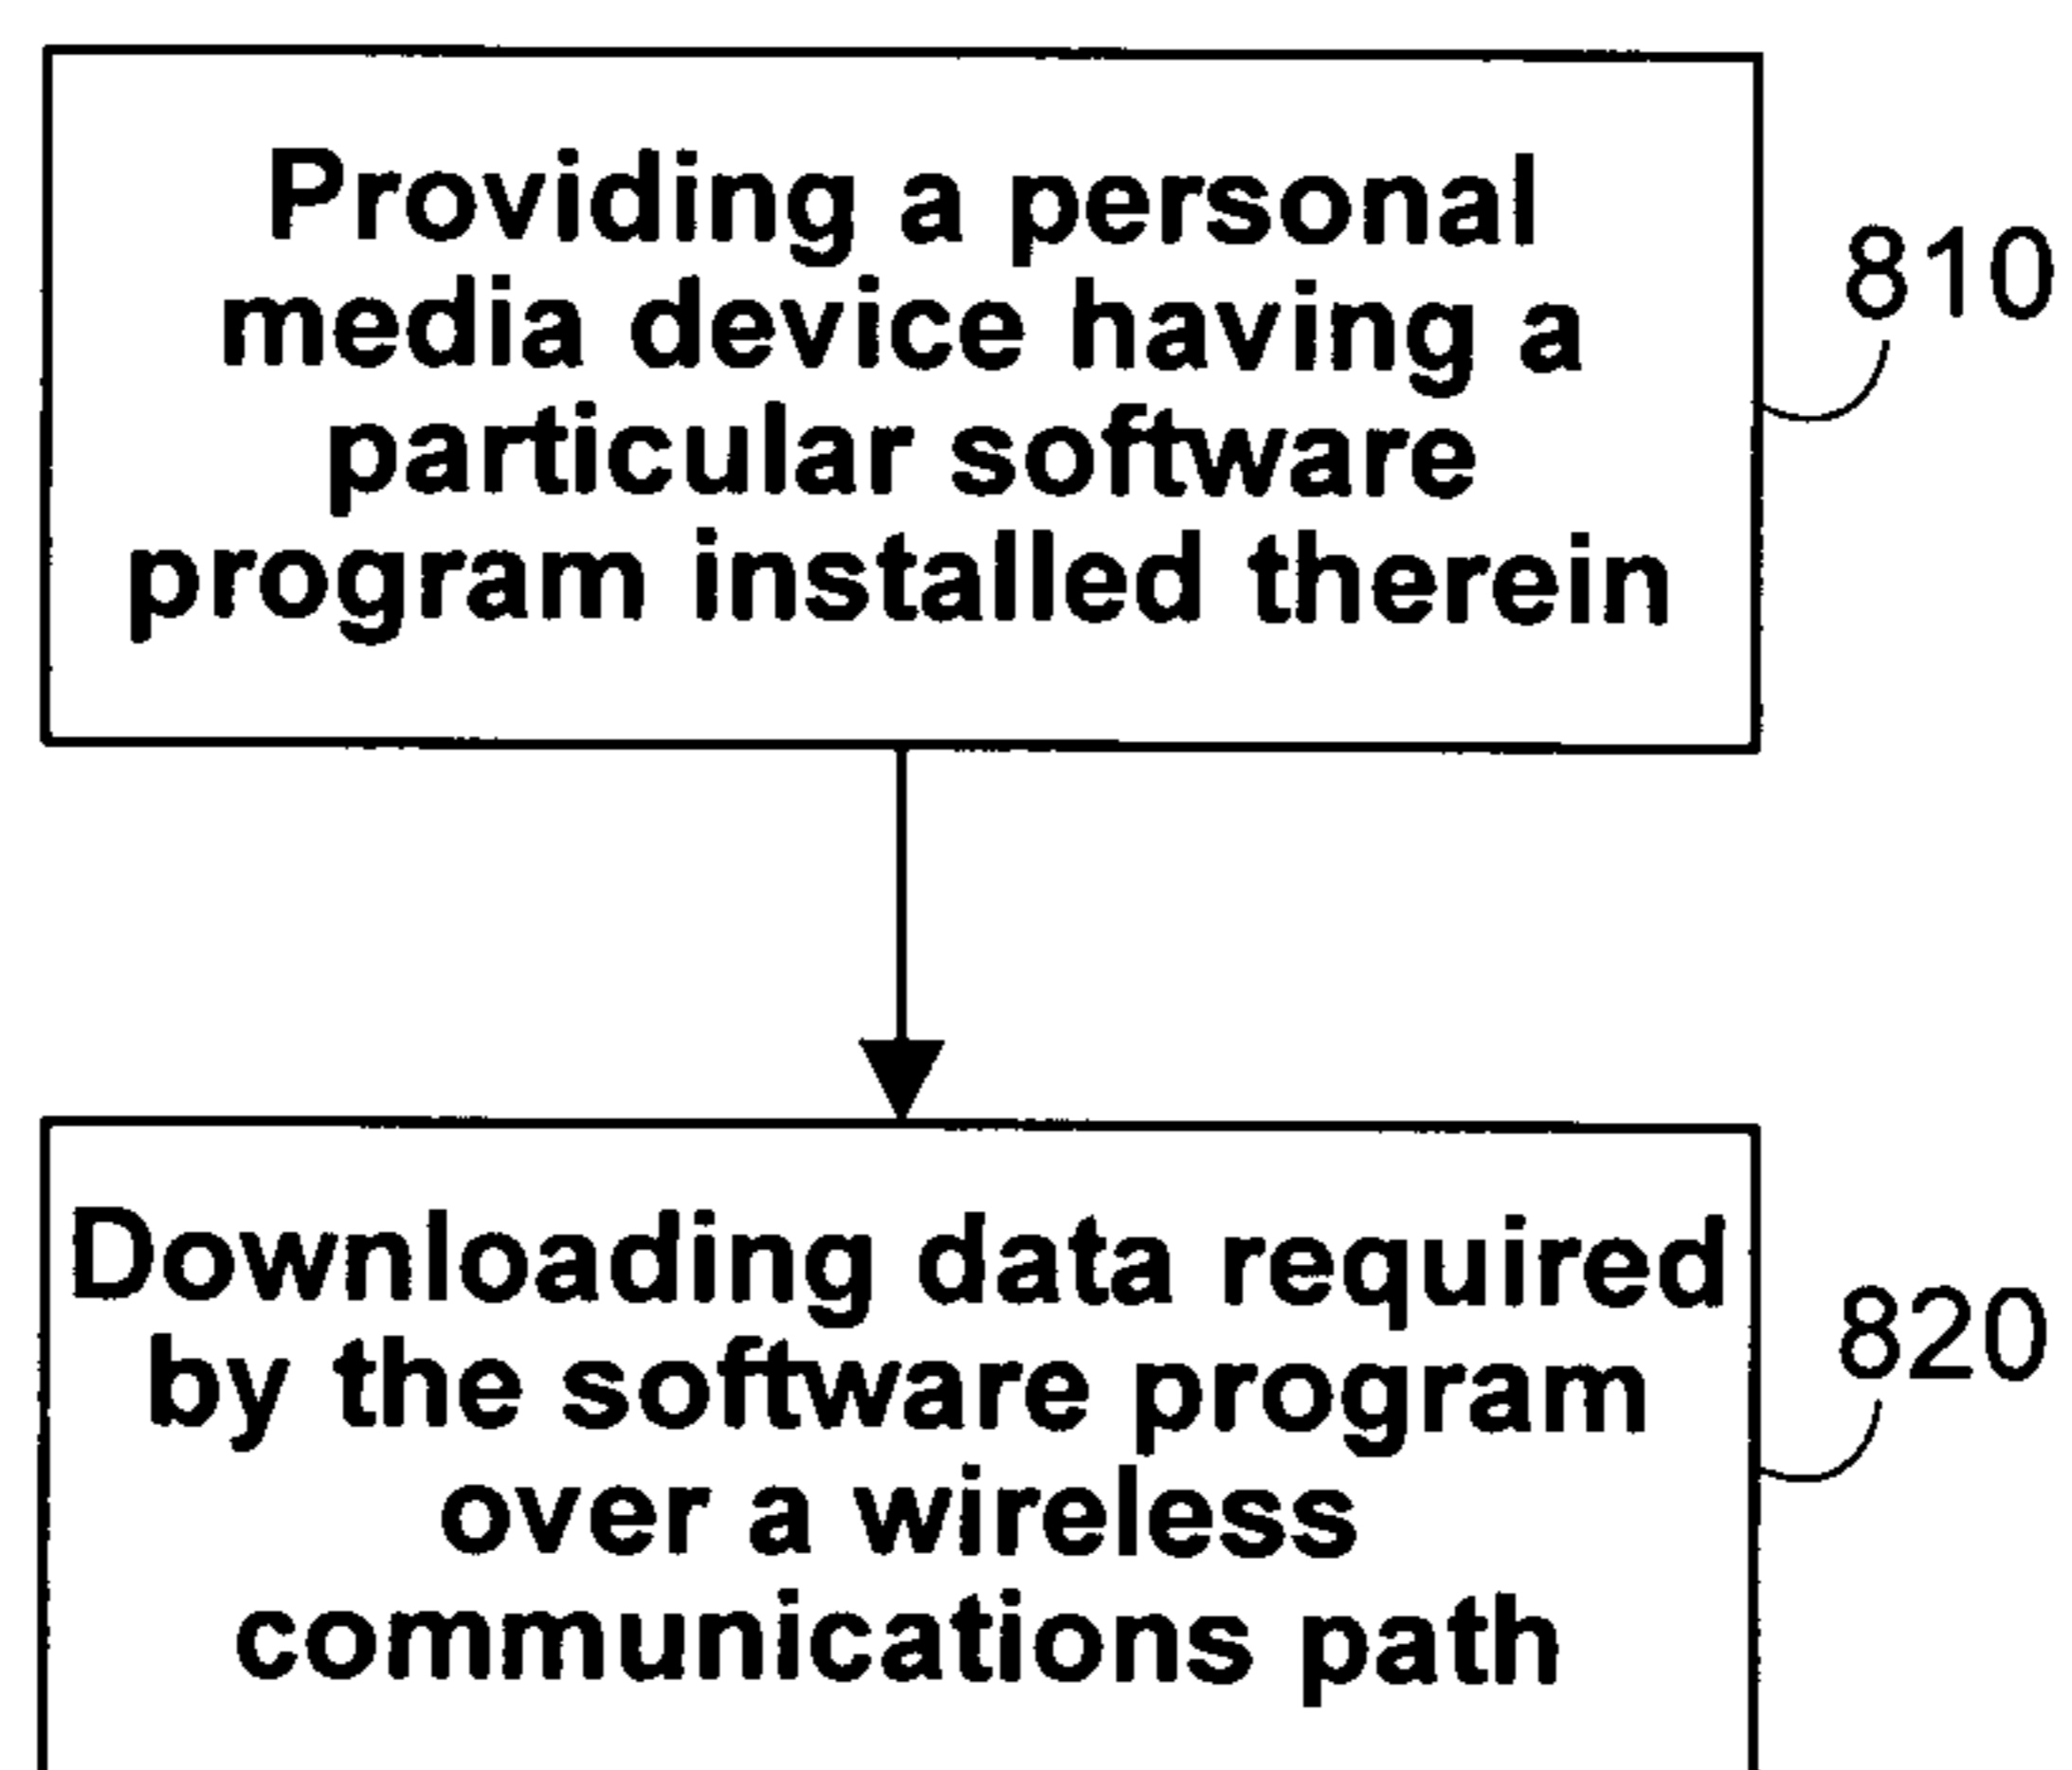 Providing a personal
media device having a
particular software
program installed therein
810
Downloading data required
by the software program
over a wireless
communications path
820